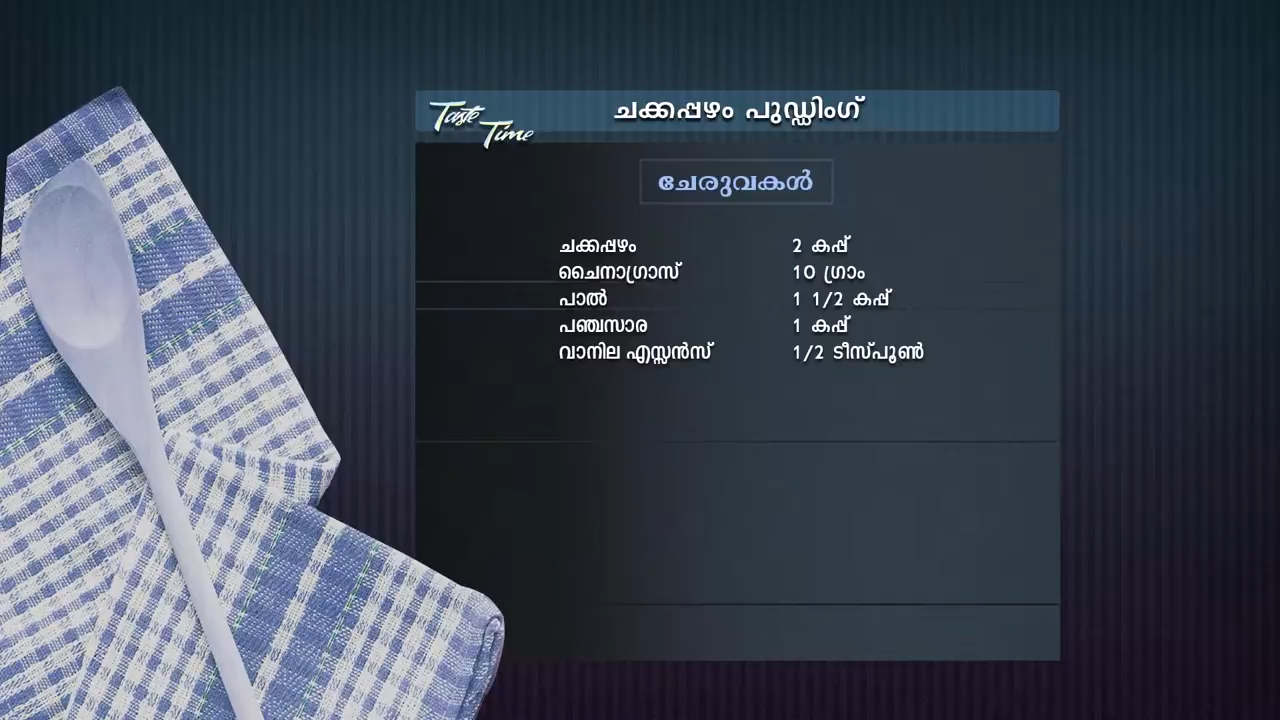 Taste Time
ചക്കപ്പഴം പുഡ്ഡിംഗ്
ചേരുവകൾ
ചക്കപ്പഴം 2 കപ്പ്
ചൈനാഗ്രാസ് 10 ഗ്രാം
പാൽ 1 1/2 കപ്പ്
പഞ്ചസാര 1 കപ്പ്
വാനില എസ്സൻസ് 1/2 ടീസ്പൂൺ